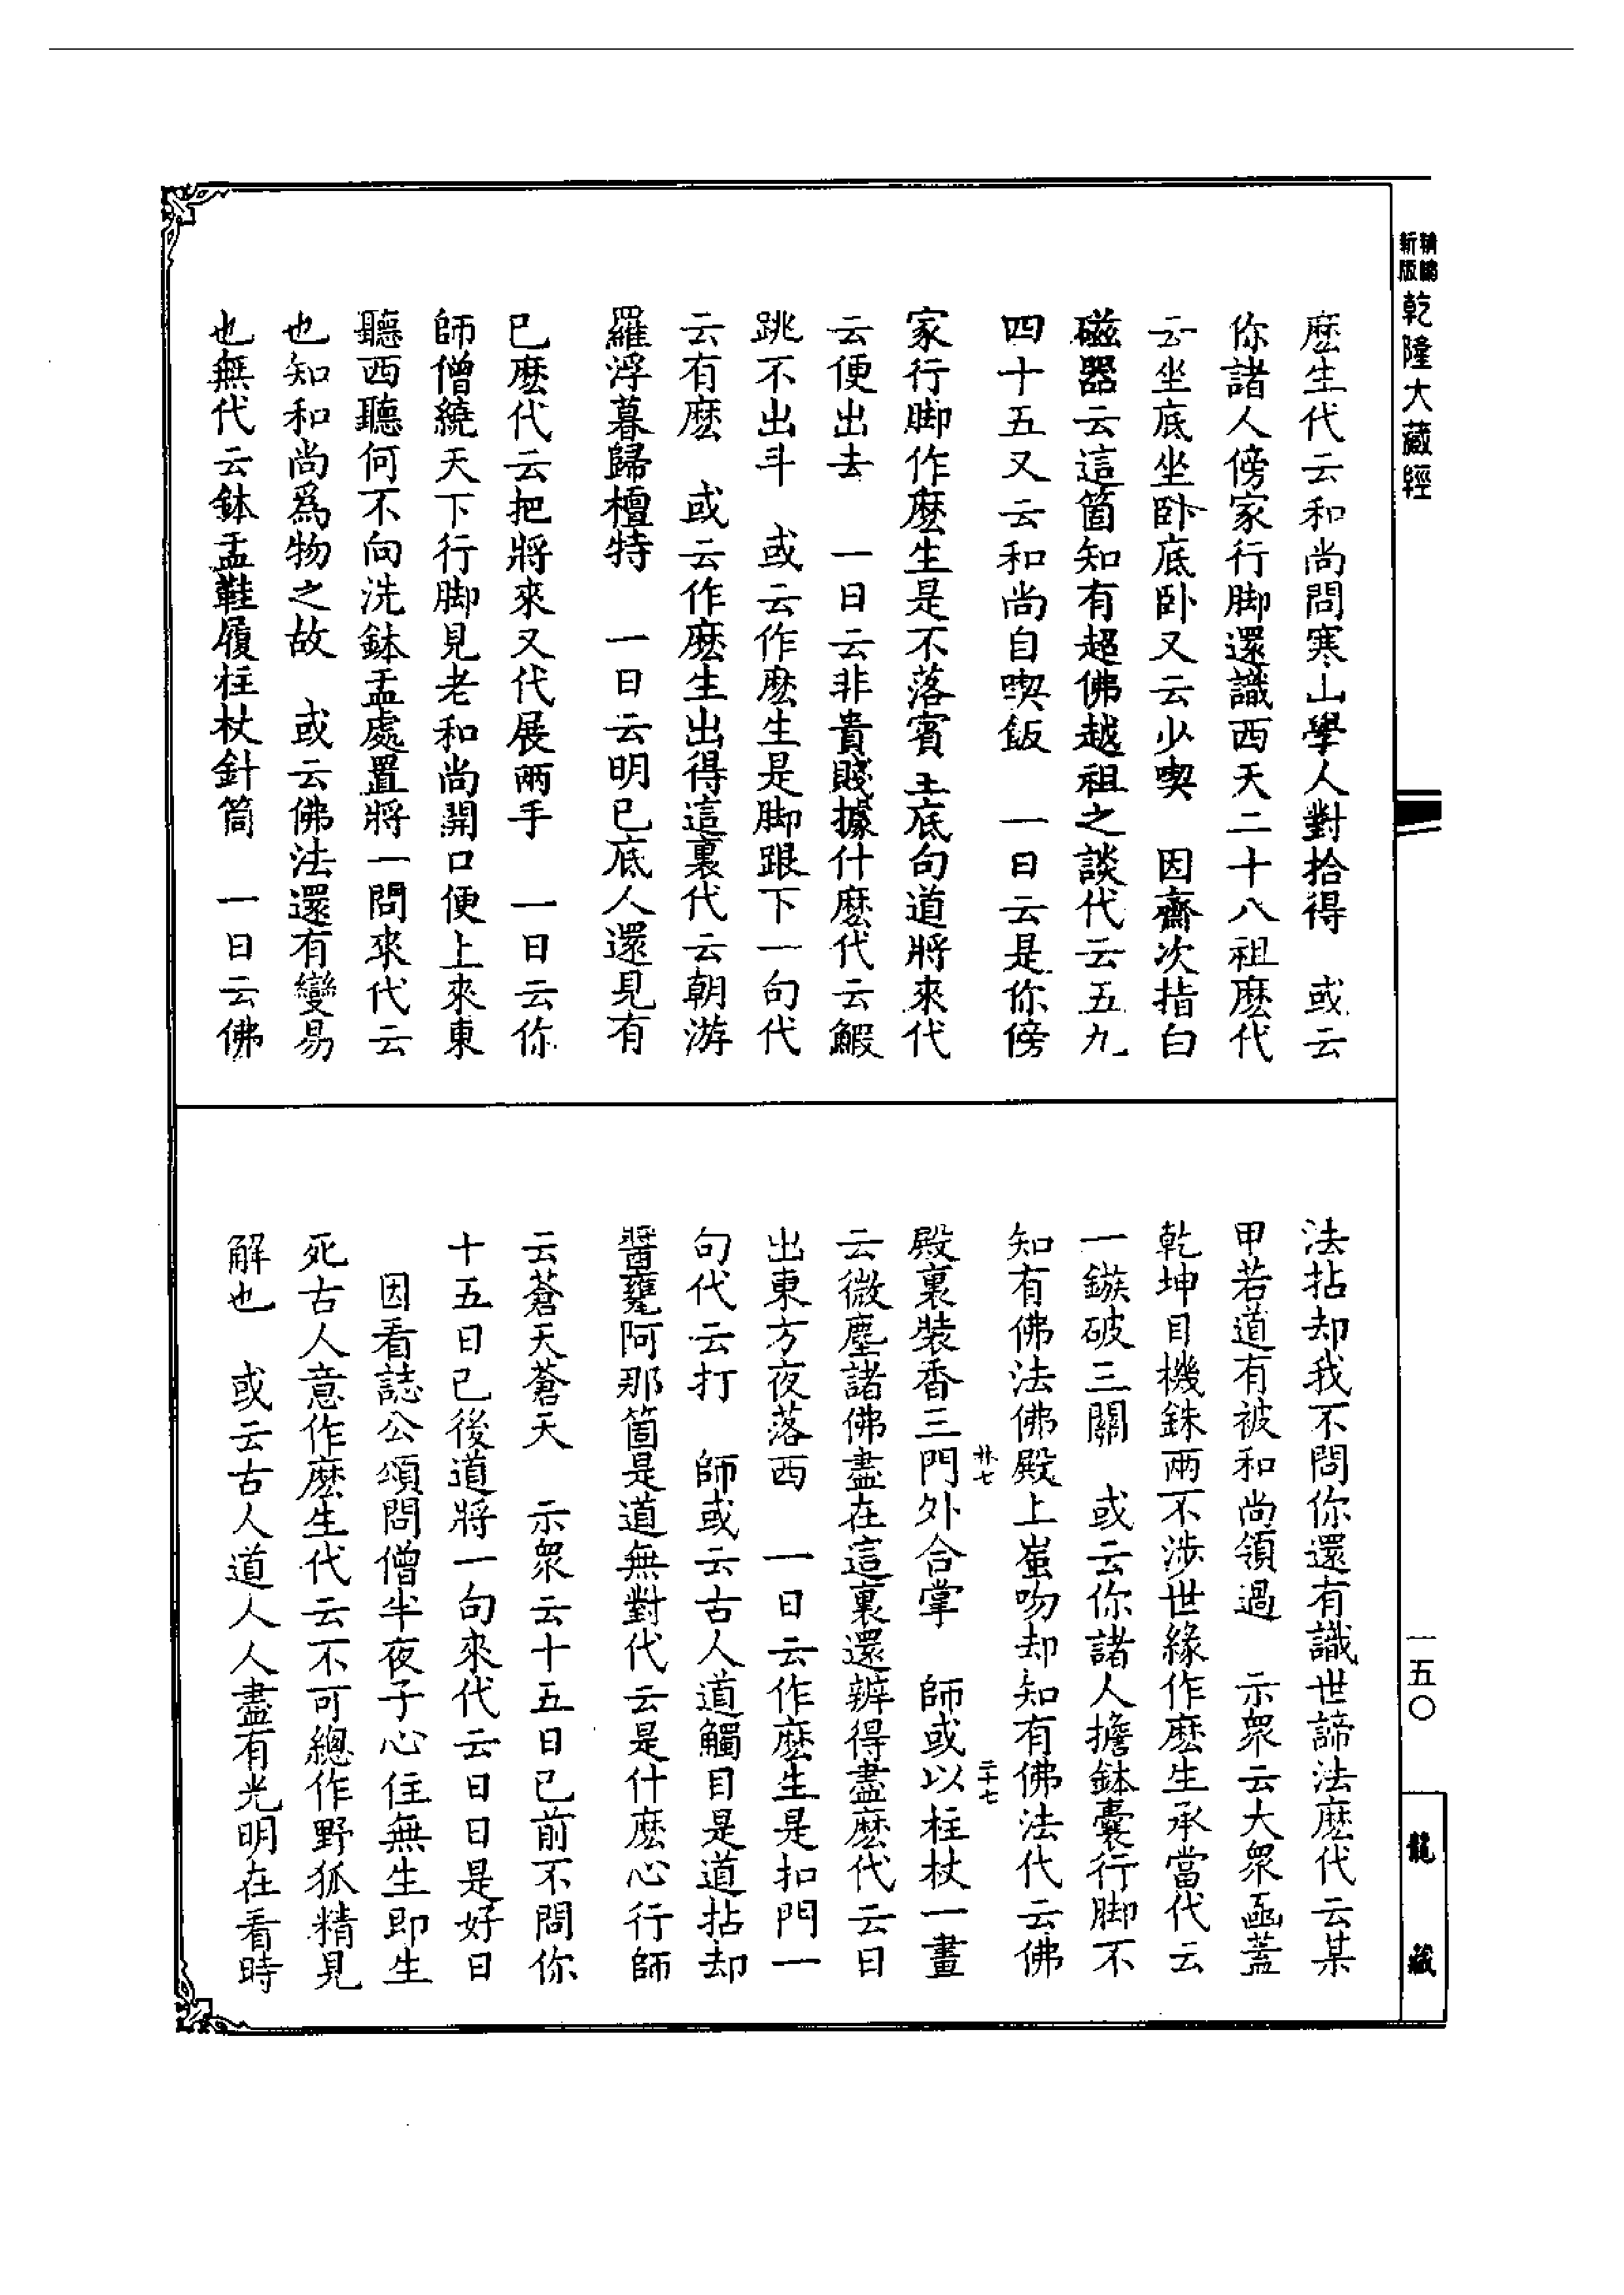 精鑄
新版
乾隆大藏經
麽生代云和尚問寒山學人對拾得　或云
你諸人傍家行脚還識西天二十八祖麽代
云坐底坐卧底卧又云少喫　因齋次指白
磁器云這箇知有超佛越祖之談代云五九
四十五又云和尚自喫飯　一日云是你傍
家行脚作麽生是不落賓主底句道將來代
云便出去　一日云非貴賤據什麽代云鰕
跳不出斗　或云作麽生是脚跟下一句代
云有麽　或云作麽生出得這裏代云朝游
羅浮暮歸檀特　一日云明已底人還見有
已麽代云把將來又代展兩手　一日云你
師僧繞天下行脚見老和尚開口便上來東
聽西聽何不向洗鉢盂處置將一問來代云
也知和尚爲物之故　或云佛法還有變易
也無代云鉢盂鞋履柱杖針筒　一日云佛
法拈却我不問你還有識世諦法麽代云某
甲若道有被和尚領過　示衆云大衆凾蓋
乾坤目機銖兩不涉世緣作麽生承當代云
一鏃破三關　或云你諸人擔鉢囊行脚不
知有佛法佛殿上蚩吻却知有佛法代云佛
殿裏裝香三門外合掌　師或以柱杖一畫
云微塵諸佛盡在這裏還辨得盡麽代云日
出東方夜落西　一日云作麽生是扣門一
句代云打　師或云古人道觸目是道拈却
醬甕阿那箇是道無對代云是什麽心行師
云蒼天蒼天　示衆云十五日已前不問你
十五日已後道將一句來代云日日是好日
因看誌公頌問僧半夜子心住無生即生
死古人意作麽生代云不可總作野狐精見
解也　或云古人道人人盡有光明在看時
二十七
一五〇
龍藏